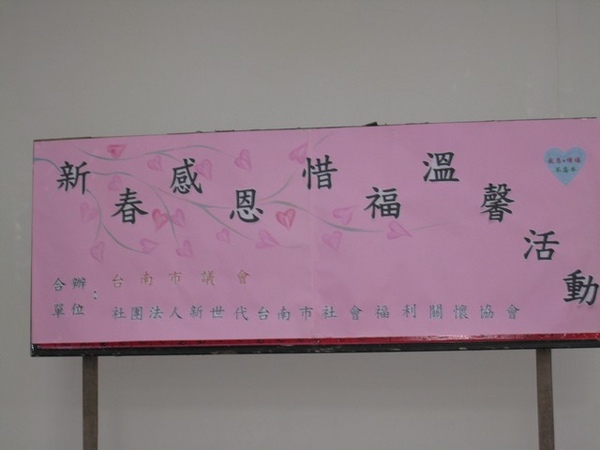 新春感恩惜福溫馨活動
合辦單位：
台南市議會
社團法人新世代台南市社會福利關懷協會